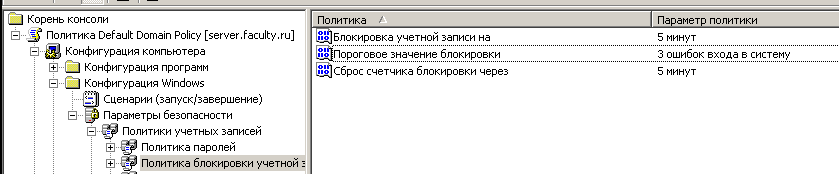 Корень консоли
Политика Default Domain Policy [server.faculty.ru]
Конфигурация компьютера
Конфигурация программ
Конфигурация Windows
Сценарии (запуск/завершение)
Параметры безопасности
Политики учетных записей
Политика паролей
Политика блокировки учетной з
Политика Параметр политики
Блокировка учетной записи на 5 минут
Пороговое значение блокировки 3 ошибок входа в систему
Сброс счетчика блокировки через 5 минут